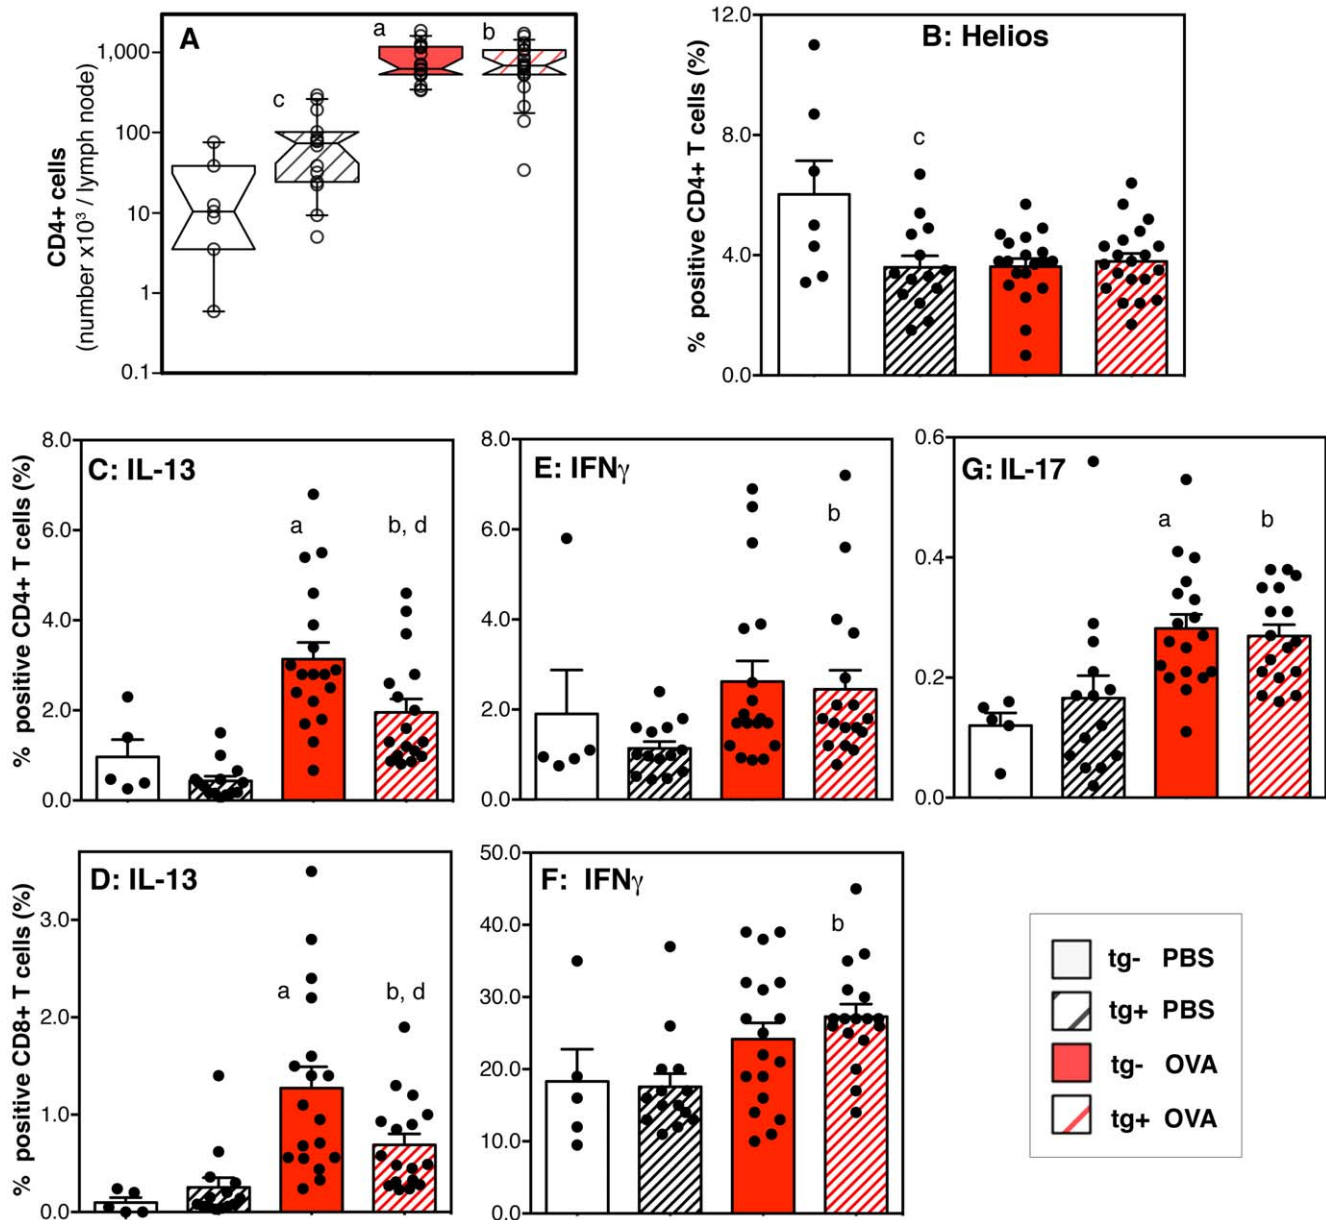 A
CD4+ cells
(number x10³ / lymph node)
1,000
100
10
1
0.1
c
a
b
B: Helios
% positive CD4+ T cells (%)
12.0
8.0
4.0
0.0
c
C: IL-13
% positive CD4+ T cells (%)
8.0
6.0
4.0
2.0
0.0
a
b, d
E: IFNγ
8.0
6.0
4.0
2.0
0.0
b
G: IL-17
0.6
0.4
0.2
0.0
a
b
D: IL-13
% positive CD8+ T cells (%)
3.0
2.0
1.0
0.0
a
b, d
F: IFNγ
50.0
40.0
30.0
20.0
10.0
0.0
b
tg- PBS
tg+ PBS
tg- OVA
tg+ OVA